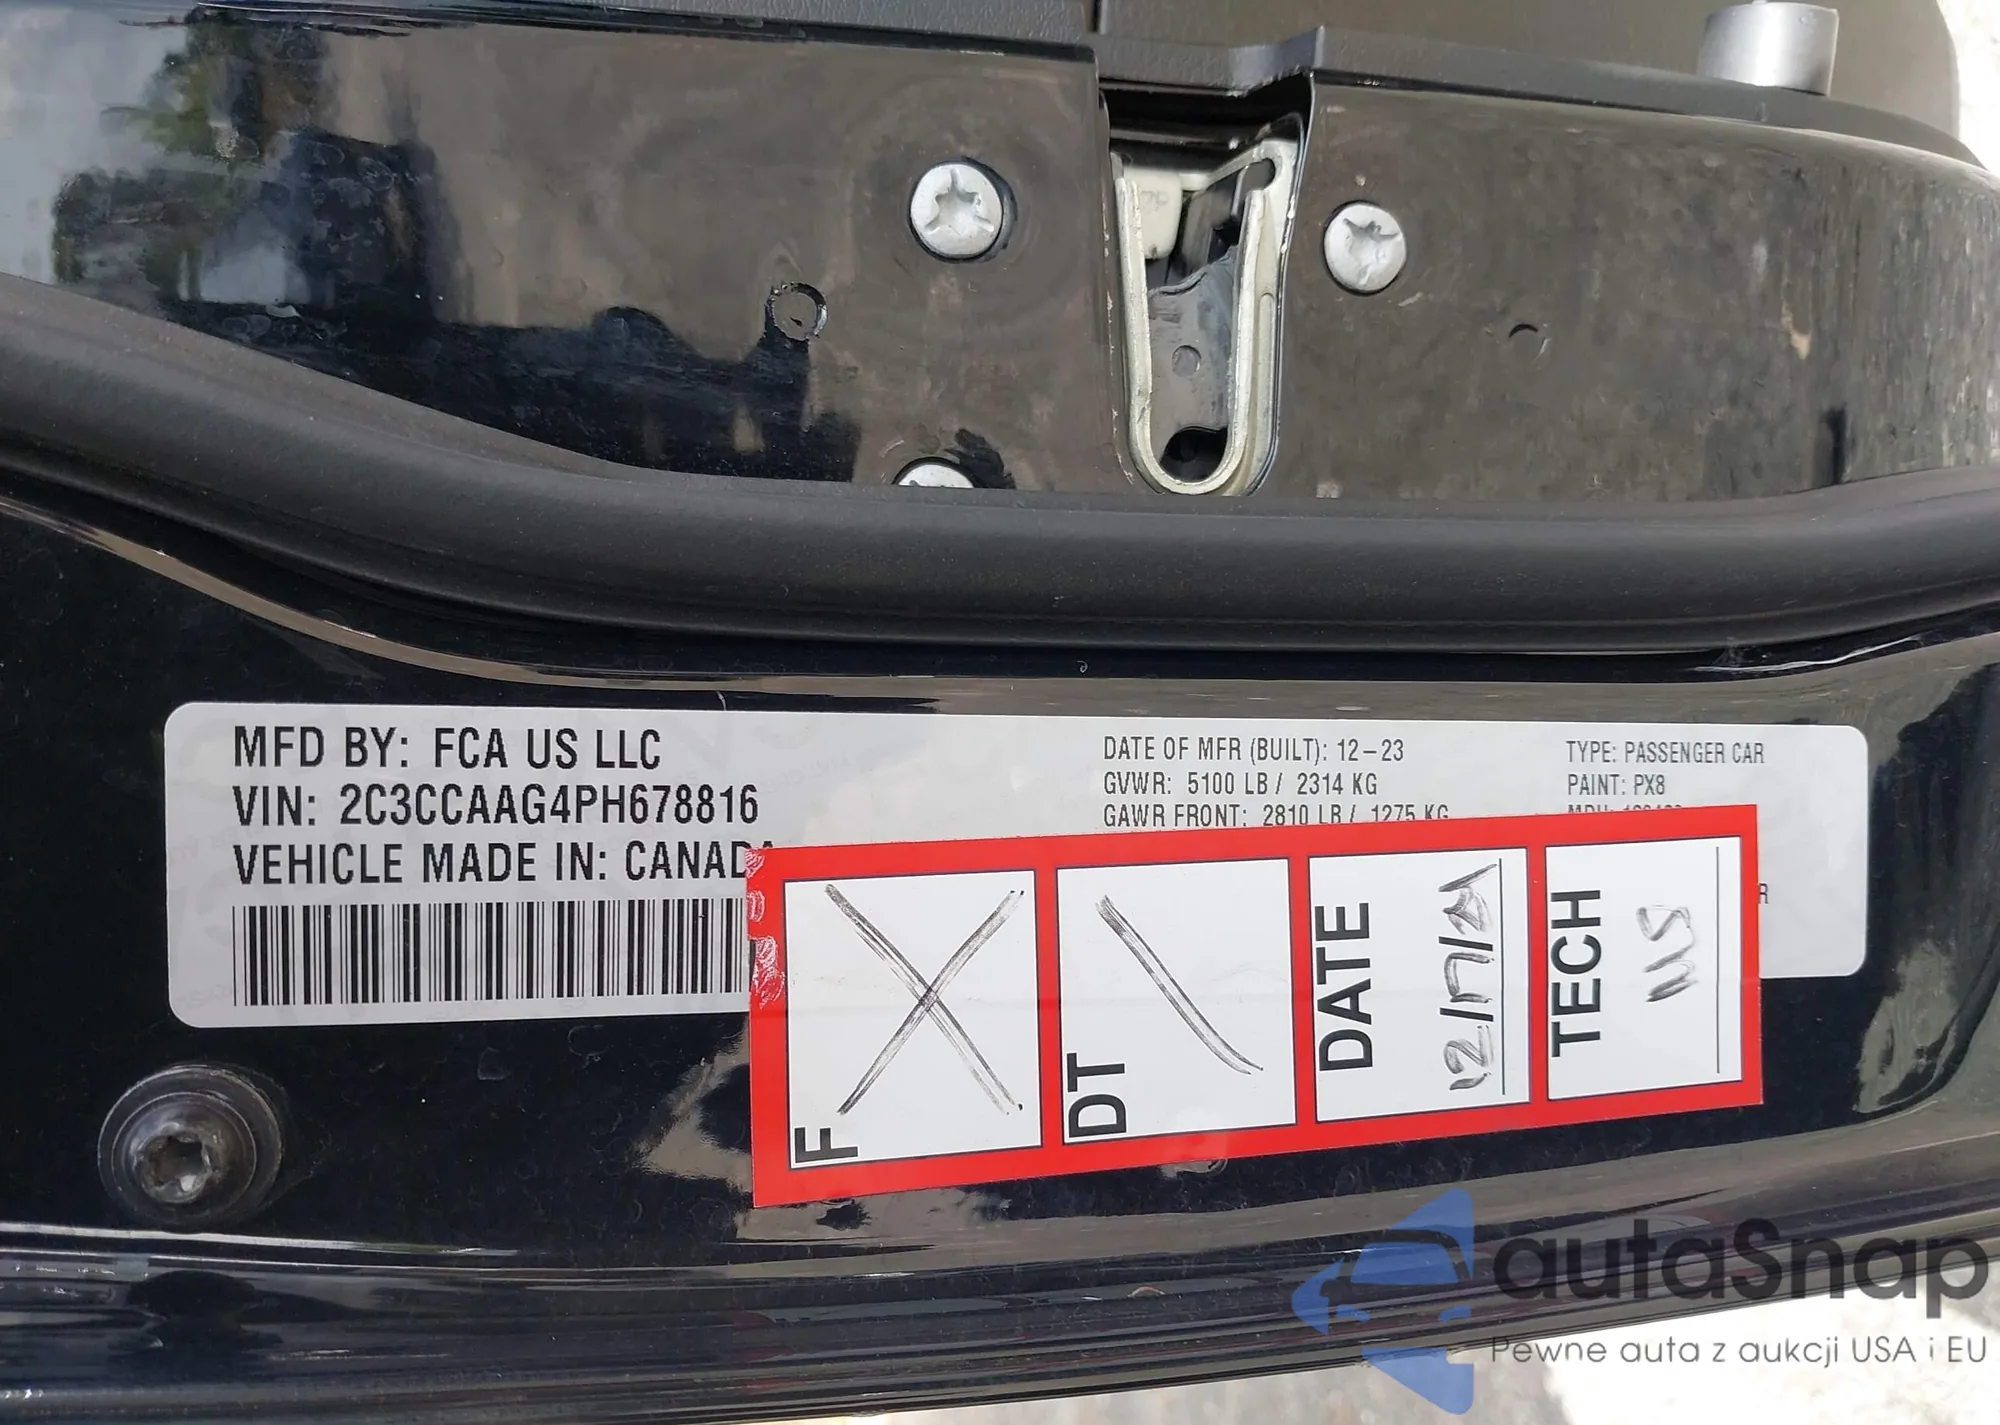 MFD BY: FCA US LLC
VIN: 2C3CCAAG4PH678816
VEHICLE MADE IN: CANADA
DATE OF MFR (BUILT): 12-23
GVWR: 5100 LB / 2314 KG
GAWR FRONT: 2810 LB / 1275 KG
TYPE: PASSENGER CAR
PAINT: PX8
R
F
DT
DATE
TECH
autaSnap
Pewne auta z aukcji USA i EU